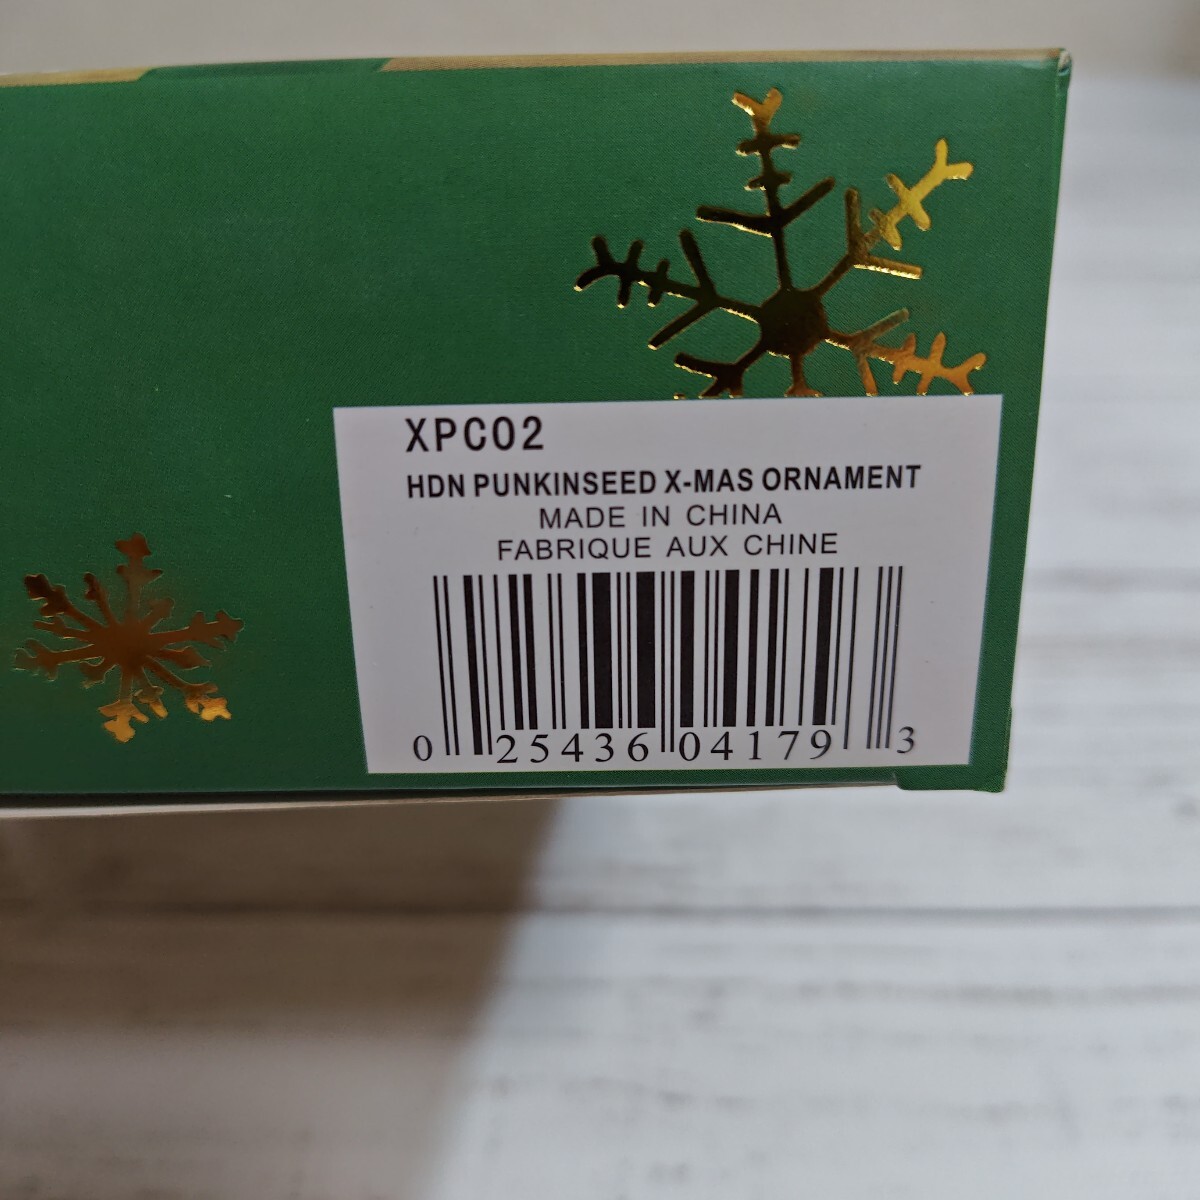 XPC02
HDN PUNKINSEED X-MAS ORNAMENT
MADE IN CHINA
FABRIQUE AUX CHINE
0 25436 04179 3